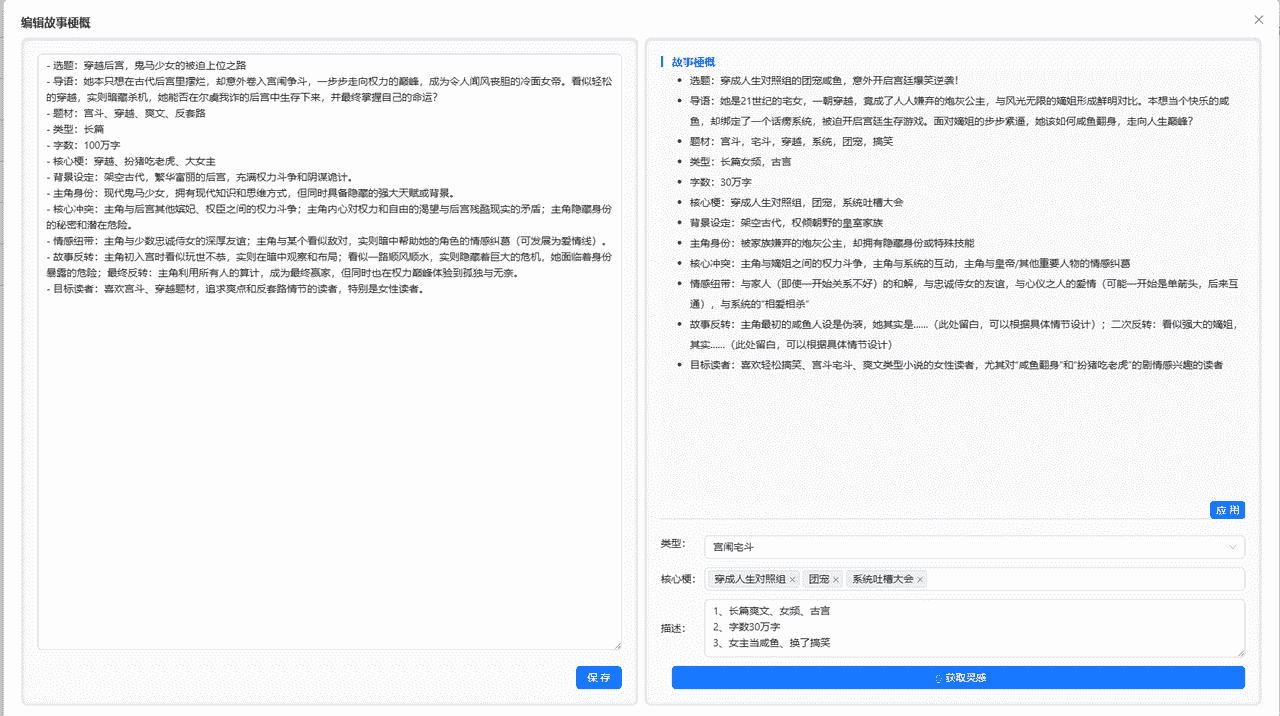 编辑故事梗概
- 选题：穿越后宫，鬼马少女的被迫上位之路
- 导语：她本只想在古代后宫里摆烂，却意外卷入宫闱争斗，一步步走向权力的巅峰，成为令人闻风丧胆的冷面女帝。看似轻松
的穿越，实则暗藏杀机，她能否在尔虞我诈的后宫中生存下来，并最终掌握自己的命运？
- 题材：宫斗、穿越、爽文、反套路
- 类型：长篇
- 字数：100万字
- 核心梗：穿越、扮猪吃老虎、大女主
- 背景设定：架空古代，繁华富丽的后宫，充满权力斗争和阴谋诡计。
- 主角身份：现代鬼马少女，拥有现代知识和思维方式，但同时具备隐藏的强大天赋或背景。
- 核心冲突：主角与后宫其他嫔妃、权臣之间的权力斗争；主角内心对权力和自由的渴望与后宫残酷现实的矛盾；主角隐藏身份
的秘密和潜在危险。
- 情感纽带：主角与少数忠诚侍女的深厚友谊；主角与某个看似敌对，实则暗中帮助她的角色的情感纠葛（可发展为爱情线）。
- 故事反转：主角初入宫时看似玩世不恭，实则在暗中观察和布局；看似一路顺风顺水，实则隐藏着巨大的危机，她面临着身份
暴露的危险；最终反转：主角利用所有人的算计，成为最终赢家，但同时也在权力巅峰体验到孤独与无奈。
- 目标读者：喜欢宫斗、穿越题材，追求爽点和反套路情节的读者，特别是女性读者。
保 存
故事梗概
• 选题：穿成人生对照组的团宠咸鱼，意外开启宫廷爆笑逆袭！
• 导语：她是21世纪的宅女，一朝穿越，竟成了人人嫌弃的炮灰公主，与风光无限的嫡姐形成鲜明对比。本想当个快乐的咸
鱼，却绑定了一个话痨系统，被迫开启宫廷生存游戏。面对嫡姐的步步紧逼，她该如何咸鱼翻身，走向人生巅峰？
• 题材：宫斗，宅斗，穿越，系统，团宠，搞笑
• 类型：长篇女频，古言
• 字数：30万字
• 核心梗：穿成人生对照组，团宠，系统吐槽大会
• 背景设定：架空古代，权倾朝野的皇室家族
• 主角身份：被家族嫌弃的炮灰公主，却拥有隐藏身份或特殊技能
• 核心冲突：主角与嫡姐之间的权力斗争，主角与系统的互动，主角与皇帝/其他重要人物的情感纠葛
• 情感纽带：与家人（即使一开始关系不好）的和解，与忠诚侍女的友谊，与心仪之人的爱情（可能一开始是单箭头，后来互
通），与系统的“相爱相杀”
• 故事反转：主角最初的咸鱼人设是伪装，她其实是......（此处留白，可以根据具体情节设计）；二次反转：看似强大的嫡姐，
其实......（此处留白，可以根据具体情节设计）
• 目标读者：喜欢轻松搞笑、宫斗宅斗、爽文类型小说的女性读者，尤其对“咸鱼翻身”和“扮猪吃老虎”的剧情感兴趣的读者
应 用
类型： 宫闱宅斗
核心梗： 穿成人生对照组 × 团宠 × 系统吐槽大会 ×
描述：
1、长篇爽文、女频、古言
2、字数30万字
3、女主当咸鱼、换了搞笑
获取灵感